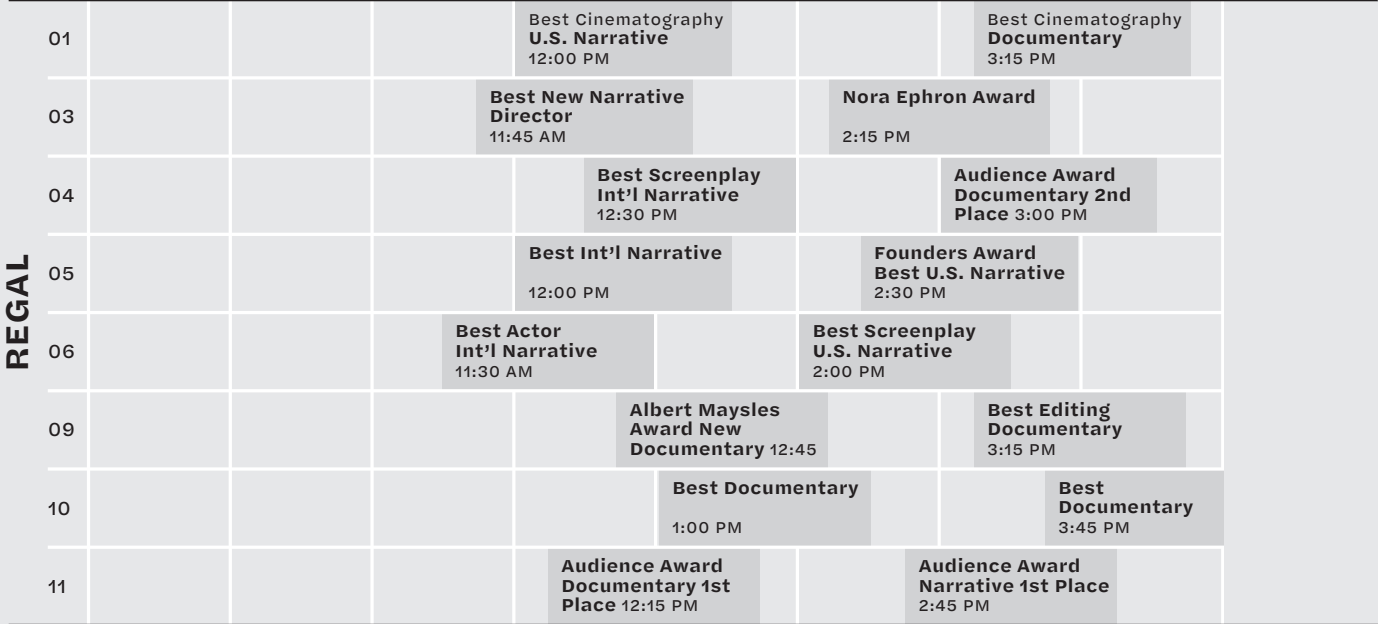 REGAL
01
Best Cinematography
U.S. Narrative
12:00 PM
Best Cinematography
Documentary
3:15 PM
03
Best New Narrative
Director
11:45 AM
Nora Ephron Award
2:15 PM
04
Best Screenplay
Int’l Narrative
12:30 PM
Audience Award
Documentary 2nd
Place 3:00 PM
05
Best Int’l Narrative
12:00 PM
Founders Award
Best U.S. Narrative
2:30 PM
06
Best Actor
Int’l Narrative
11:30 AM
Best Screenplay
U.S. Narrative
2:00 PM
09
Albert Maysles
Award New
Documentary 12:45
Best Editing
Documentary
3:15 PM
10
Best Documentary
1:00 PM
Best
Documentary
3:45 PM
11
Audience Award
Documentary 1st
Place 12:15 PM
Audience Award
Narrative 1st Place
2:45 PM